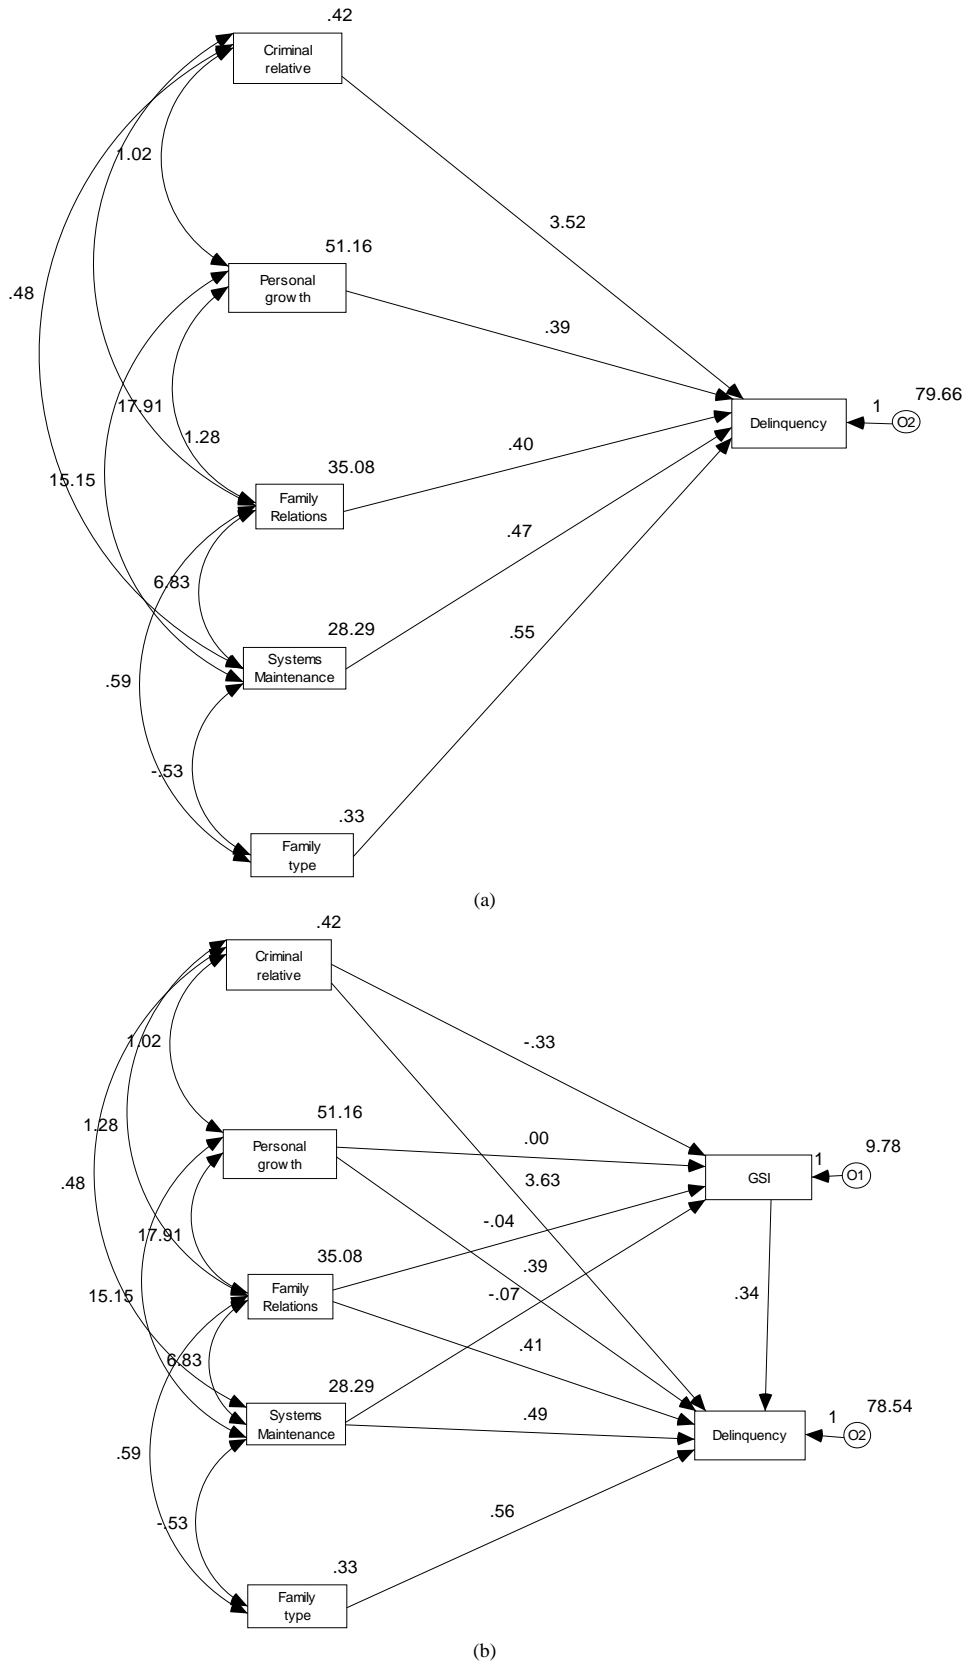 .42
Criminal
relative
1.02
3.52
51.16
Personal
growth
.48
.39
79.66
1
O2
Delinquency
17.91
1.28
.40
35.08
Family
Relations
15.15
.47
6.83
28.29
.55
Systems
Maintenance
.59
-.53
.33
Family
type
(a)
.42
Criminal
relative
1.02
-.33
51.16
1.28
Personal
growth
.00
9.78
1
O1
GSI
.48
3.63
-.04
17.91
35.08
.39
Family
Relations
15.15
-.07
.34
.41
6.83
28.29
Systems
Maintenance
.49
78.54
1
O2
Delinquency
.59
-.53
.56
.33
Family
type
(b)